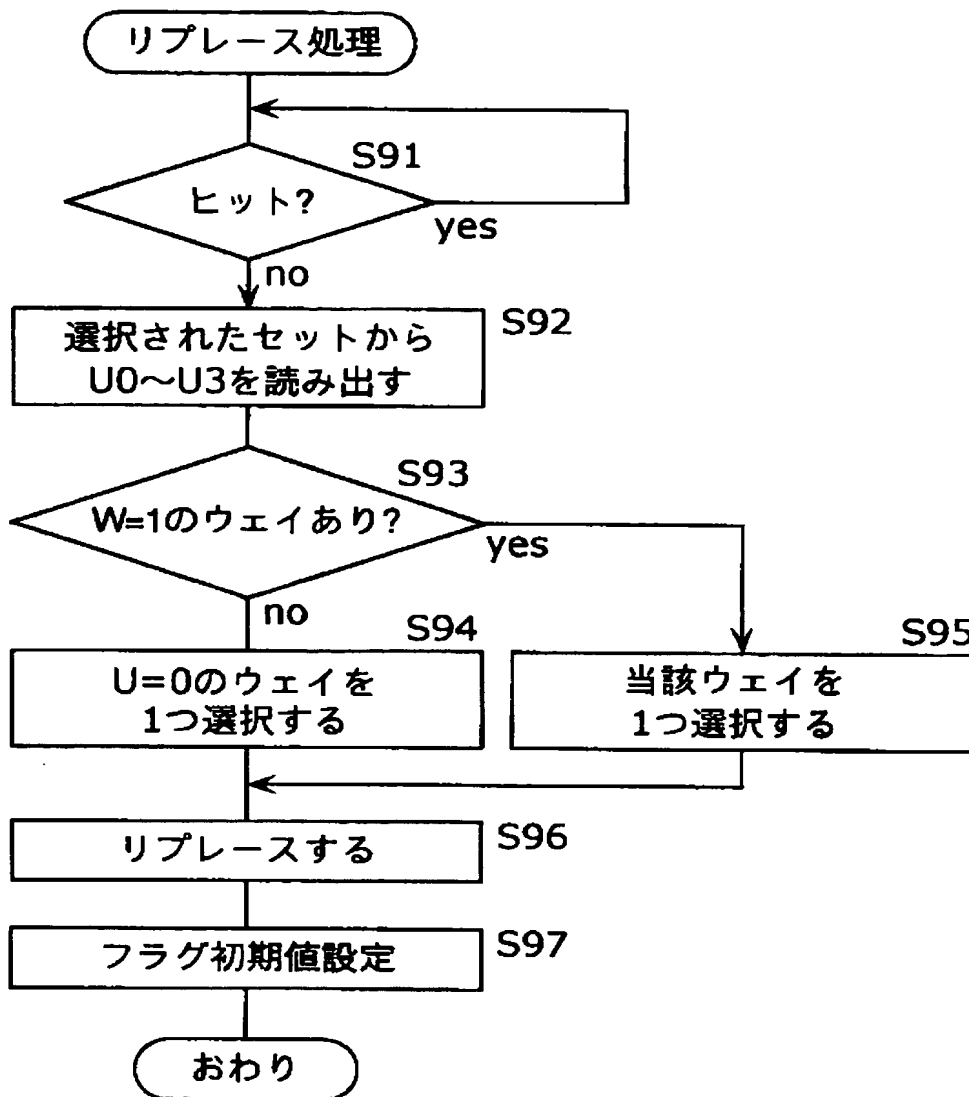 リプレース処理
S91
ヒット?
yes
no
S92
選択されたセットから
U0～U3を読み出す
S93
W=1のウェイあり?
yes
no
S94
U=0のウェイを
1つ選択する
S95
当該ウェイを
1つ選択する
リプレースする
S96
フラグ初期値設定
S97
おわり